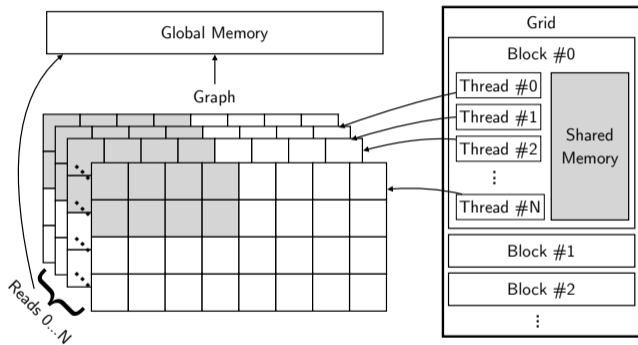 Global Memory
Graph
Reads 0...N
Grid
Block #0
Thread #0
Thread #1
Thread #2
⋮
Thread #N
Shared
Memory
Block #1
Block #2
⋮